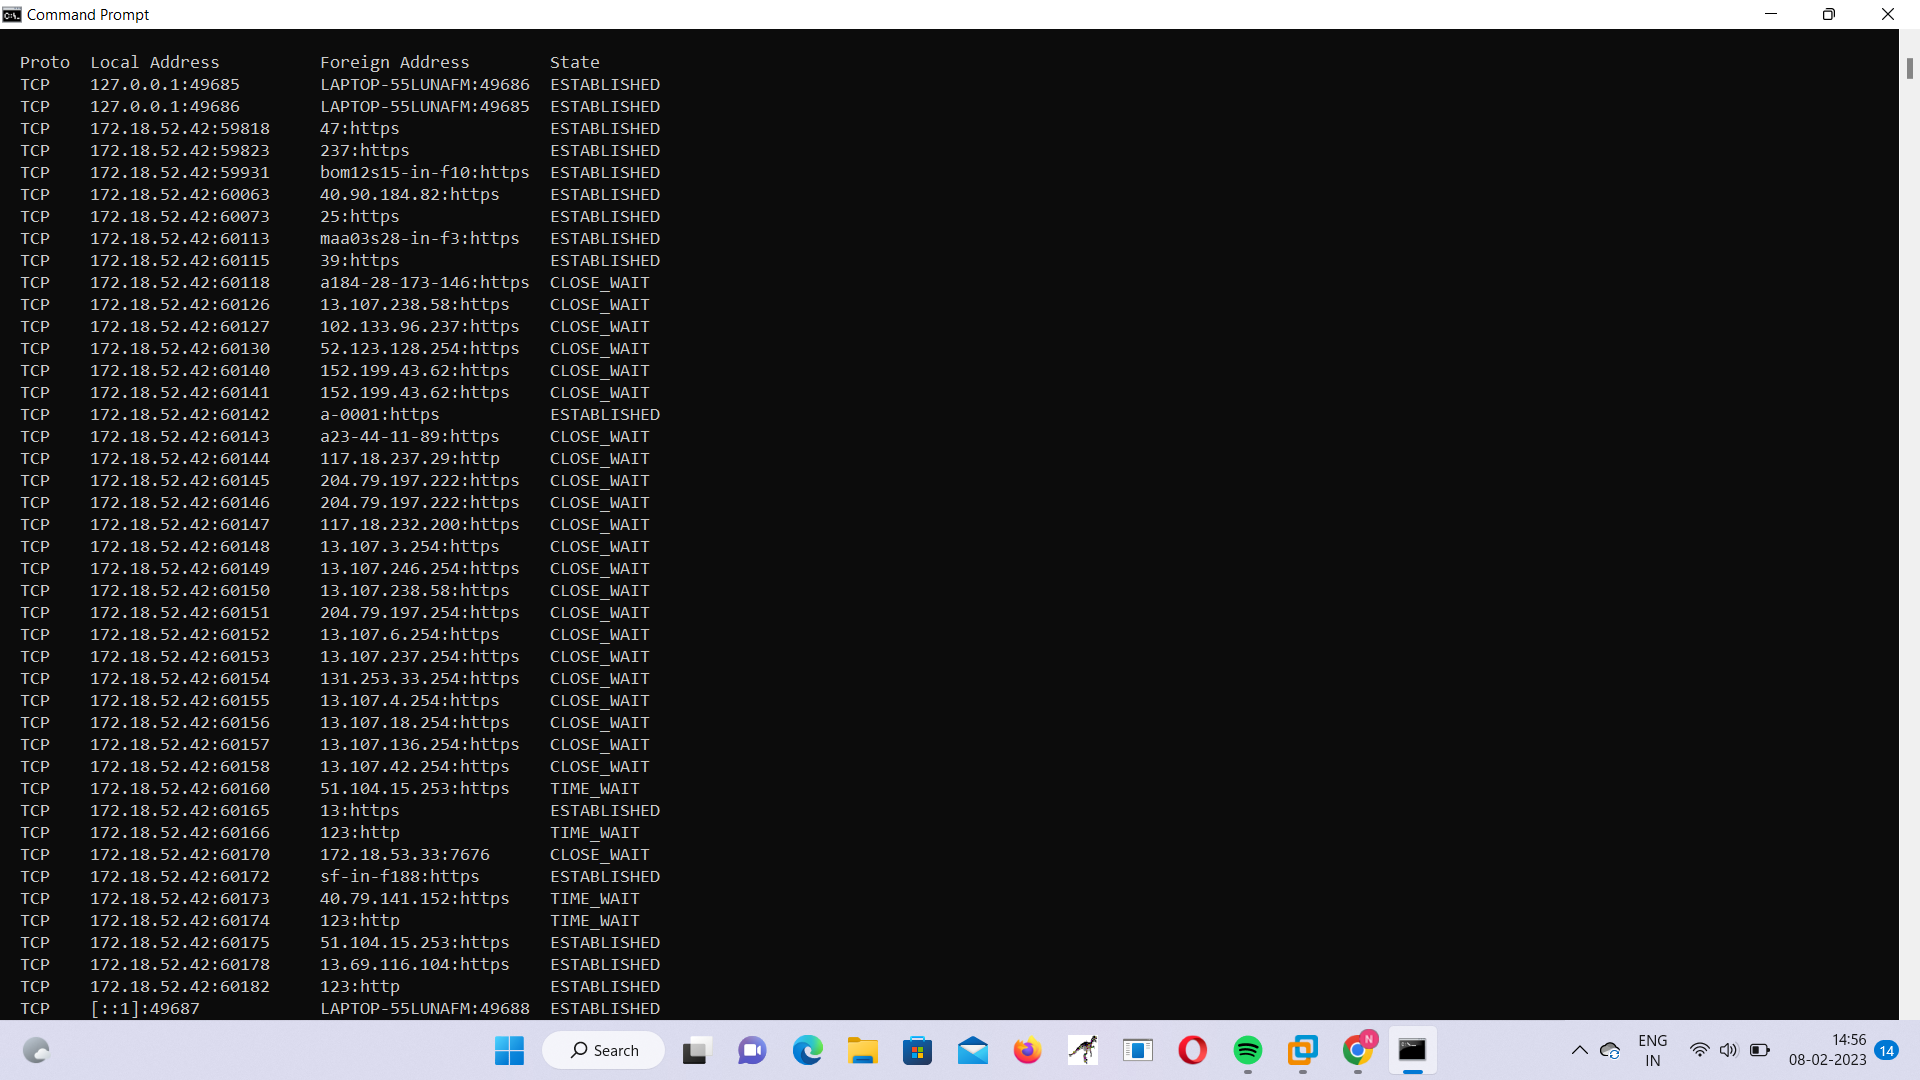 Command Prompt
Proto  Local Address          Foreign Address        State
TCP    127.0.0.1:49685        LAPTOP-55LUNAFM:49686  ESTABLISHED
TCP    127.0.0.1:49686        LAPTOP-55LUNAFM:49685  ESTABLISHED
TCP    172.18.52.42:59818     47:https               ESTABLISHED
TCP    172.18.52.42:59823     237:https              ESTABLISHED
TCP    172.18.52.42:59931     bom12s15-in-f10:https  ESTABLISHED
TCP    172.18.52.42:60063     40.90.184.82:https     ESTABLISHED
TCP    172.18.52.42:60073     25:https               ESTABLISHED
TCP    172.18.52.42:60113     maa03s28-in-f3:https   ESTABLISHED
TCP    172.18.52.42:60115     39:https               ESTABLISHED
TCP    172.18.52.42:60118     a184-28-173-146:https  CLOSE_WAIT
TCP    172.18.52.42:60126     13.107.238.58:https    CLOSE_WAIT
TCP    172.18.52.42:60127     102.133.96.237:https   CLOSE_WAIT
TCP    172.18.52.42:60130     52.123.128.254:https   CLOSE_WAIT
TCP    172.18.52.42:60140     152.199.43.62:https    CLOSE_WAIT
TCP    172.18.52.42:60141     152.199.43.62:https    CLOSE_WAIT
TCP    172.18.52.42:60142     a-0001:https           ESTABLISHED
TCP    172.18.52.42:60143     a23-44-11-89:https     CLOSE_WAIT
TCP    172.18.52.42:60144     117.18.237.29:http     CLOSE_WAIT
TCP    172.18.52.42:60145     204.79.197.222:https   CLOSE_WAIT
TCP    172.18.52.42:60146     204.79.197.222:https   CLOSE_WAIT
TCP    172.18.52.42:60147     117.18.232.200:https   CLOSE_WAIT
TCP    172.18.52.42:60148     13.107.3.254:https     CLOSE_WAIT
TCP    172.18.52.42:60149     13.107.246.254:https   CLOSE_WAIT
TCP    172.18.52.42:60150     13.107.238.58:https    CLOSE_WAIT
TCP    172.18.52.42:60151     204.79.197.254:https   CLOSE_WAIT
TCP    172.18.52.42:60152     13.107.6.254:https     CLOSE_WAIT
TCP    172.18.52.42:60153     13.107.237.254:https   CLOSE_WAIT
TCP    172.18.52.42:60154     131.253.33.254:https   CLOSE_WAIT
TCP    172.18.52.42:60155     13.107.4.254:https     CLOSE_WAIT
TCP    172.18.52.42:60156     13.107.18.254:https    CLOSE_WAIT
TCP    172.18.52.42:60157     13.107.136.254:https   CLOSE_WAIT
TCP    172.18.52.42:60158     13.107.42.254:https    CLOSE_WAIT
TCP    172.18.52.42:60160     51.104.15.253:https    TIME_WAIT
TCP    172.18.52.42:60165     13:https               ESTABLISHED
TCP    172.18.52.42:60166     123:http               TIME_WAIT
TCP    172.18.52.42:60170     172.18.53.33:7676      CLOSE_WAIT
TCP    172.18.52.42:60172     sf-in-f188:https       ESTABLISHED
TCP    172.18.52.42:60173     40.79.141.152:https    TIME_WAIT
TCP    172.18.52.42:60174     123:http               TIME_WAIT
TCP    172.18.52.42:60175     51.104.15.253:https    ESTABLISHED
TCP    172.18.52.42:60178     13.69.116.104:https    ESTABLISHED
TCP    172.18.52.42:60182     123:http               ESTABLISHED
TCP    [::1]:49687            LAPTOP-55LUNAFM:49688  ESTABLISHED
Search
N
ENG
IN
14:56
08-02-2023
14